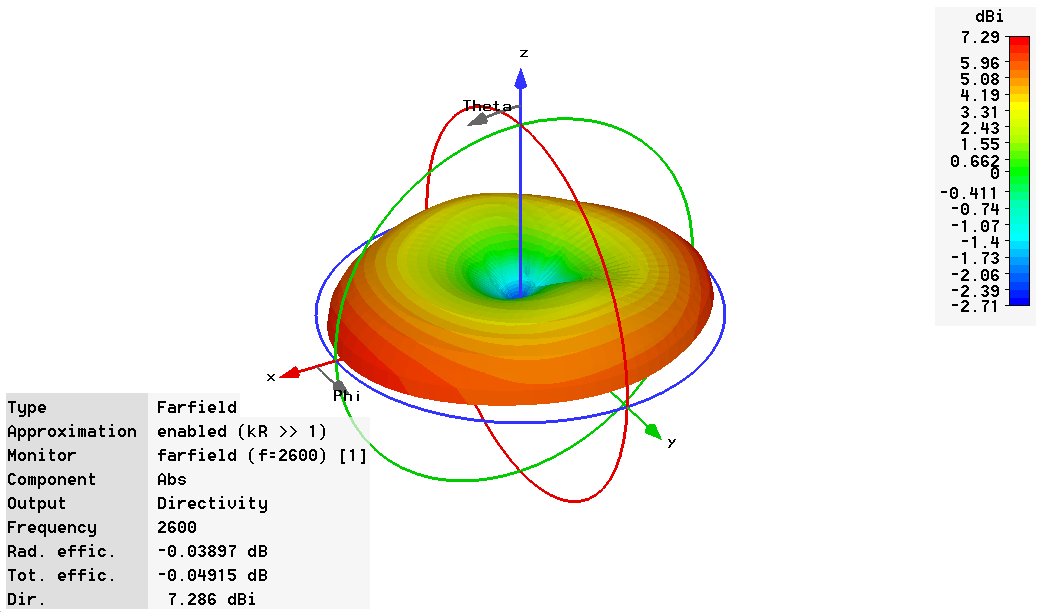 dBi
7.29
5.96
5.08
4.19
3.31
2.43
1.55
0.662
0
-0.411
-0.74
-1.07
-1.4
-1.73
-2.06
-2.39
-2.71
z
Theta
x
Phi
y
Type Farfield
Approximation enabled (kR >> 1)
Monitor farfield (f=2600) [1]
Component Abs
Output Directivity
Frequency 2600
Rad. effic. -0.03897 dB
Tot. effic. -0.04915 dB
Dir. 7.286 dBi